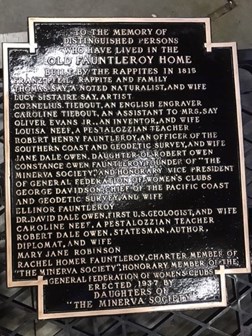 TO THE MEMORY OF
DISTINGUISHED PERSONS
WHO HAVE LIVED IN THE
OLD FAUNTLEROY HOME
BUILT BY THE RAPPITES IN 1815
RAPPITE AND FAMILY
THOMAS SAY, A NOTED NATURALIST, AND WIFE
LUCY SISTAIRE SAY, ARTIST
CORNELIUS TIEBOUT, AN ENGLISH ENGRAVER
CAROLINE TIEBOUT, AN ASSISTANT TO MRS. SAY
OLIVER EVANS JR., AN INVENTOR, AND WIFE
LOUISA NEEF, A PESTALOZZIAN TEACHER
ROBERT HENRY FAUNTLEROY, AN OFFICER OF THE
SOUTHERN COAST AND GEODETIC SURVEY, AND WIFE
JANE DALE OWEN, DAUGHTER OF ROBERT OWEN
CONSTANCE OWEN FAUNTLEROY, FOUNDER OF "THE
MINERVA SOCIETY" AND HONORARY VICE PRESIDENT
OF GENERAL FEDERATION OF WOMEN'S CLUBS
GEORGE DAVIDSON, CHIEF OF THE PACIFIC COAST
AND GEODETIC SURVEY, AND WIFE
ELLINOR FAUNTLEROY
DR. DAVID DALE OWEN, FIRST U.S. GEOLOGIST, AND WIFE
CAROLINE NEEF, A PESTALOZZIAN TEACHER
ROBERT DALE OWEN, STATESMAN, AUTHOR,
DIPLOMAT, AND WIFE
MARY JANE ROBINSON
RACHEL HOMER FAUNTLEROY, CHARTER MEMBER OF
"THE MINERVA SOCIETY", HONORARY MEMBER OF THE
GENERAL FEDERATION WOMENS' CLUBS
ERECTED 1937 BY
DAUGHTERS OF
"THE MINERVA SOCIETY"